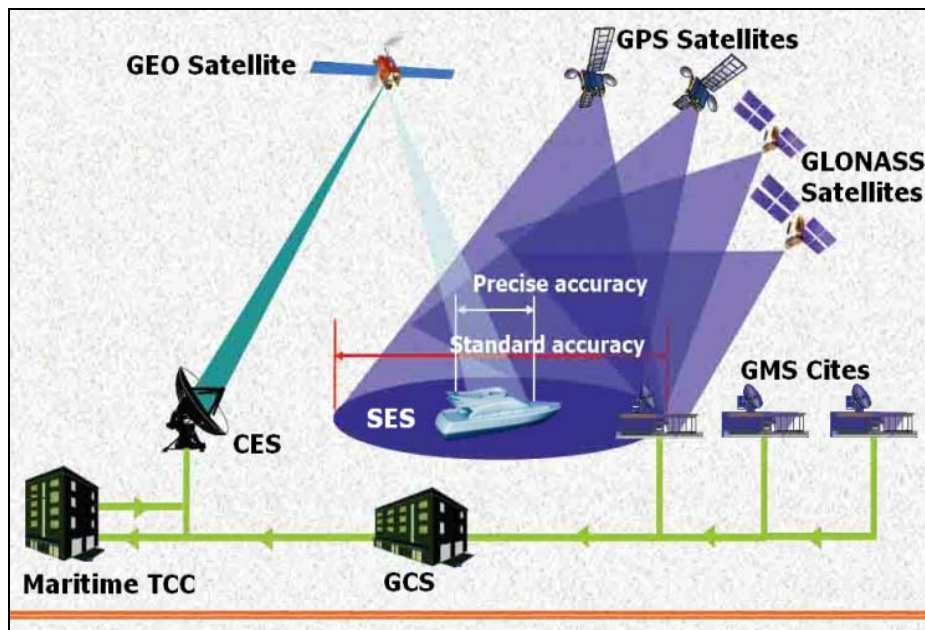 GPS Satellites
GEO Satellite
GLONASS
Satellites
Precise accuracy
Standard accuracy
GMS Cites
SES
CES
Maritime TCC
GCS